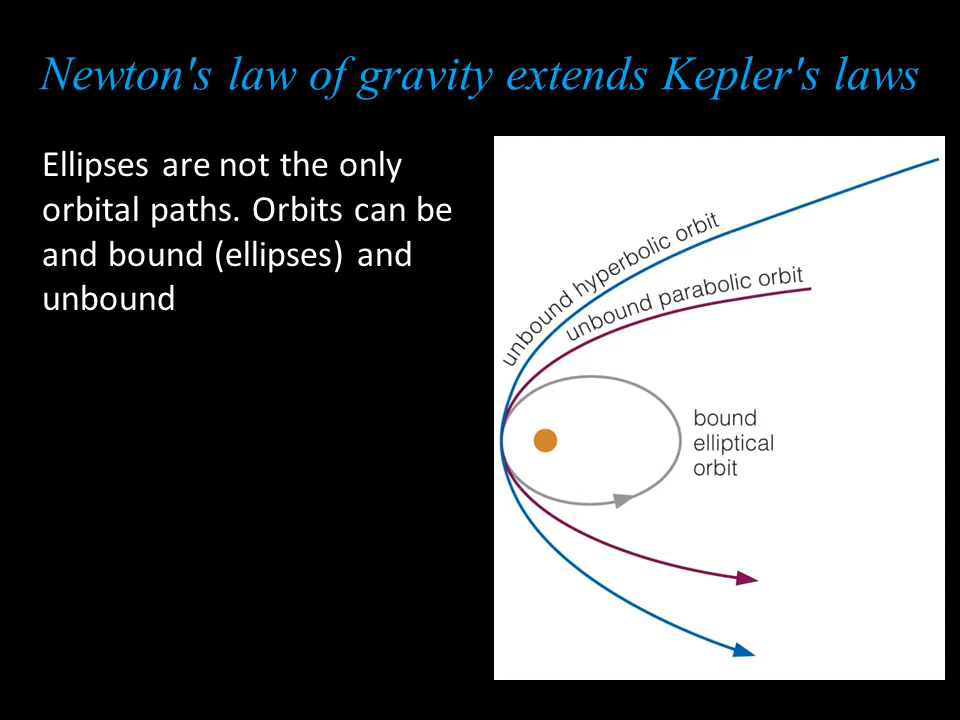 Newton's law of gravity extends Kepler's laws
Ellipses are not the only
orbital paths. Orbits can be
and bound (ellipses) and
unbound
unbound hyperbolic orbit
unbound parabolic orbit
bound
elliptical
orbit